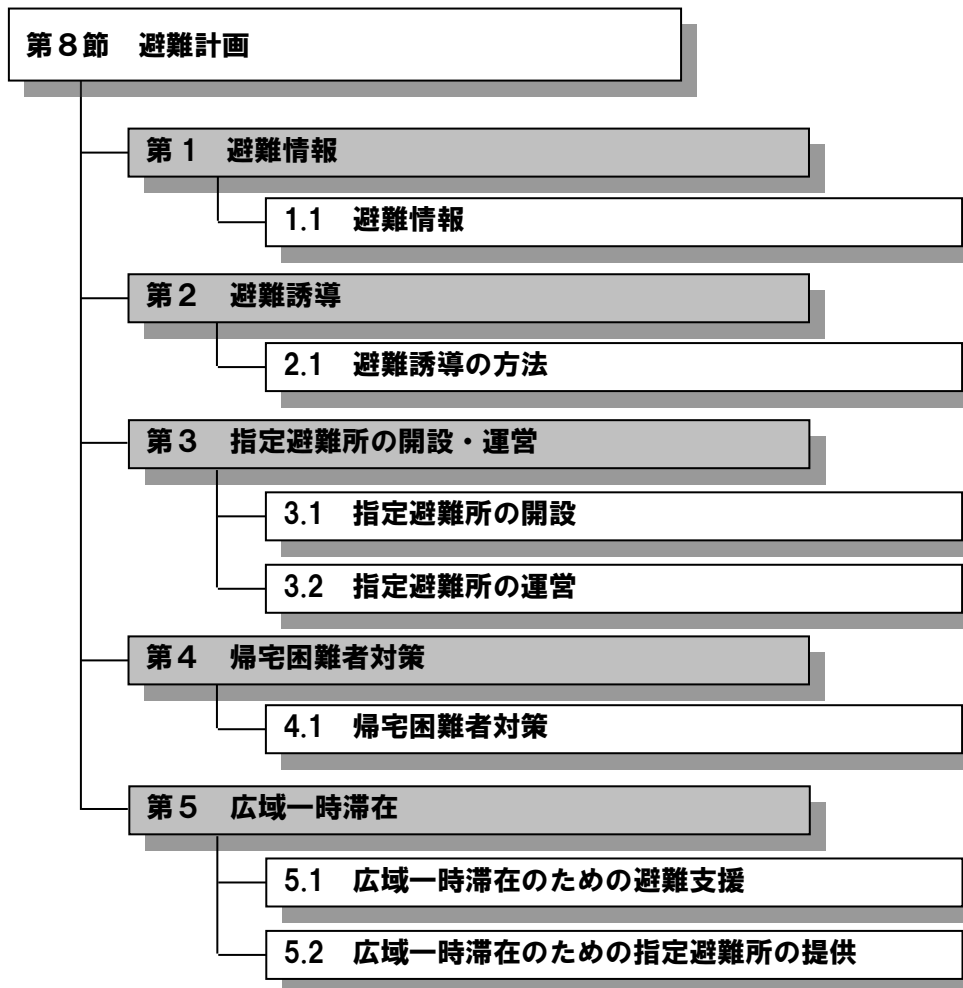 第８節　避難計画
第１　避難情報
1.1　避難情報
第２　避難誘導
2.1　避難誘導の方法
第３　指定避難所の開設・運営
3.1　指定避難所の開設
3.2　指定避難所の運営
第４　帰宅困難者対策
4.1　帰宅困難者対策
第５　広域一時滞在
5.1　広域一時滞在のための避難支援
5.2　広域一時滞在のための指定避難所の提供